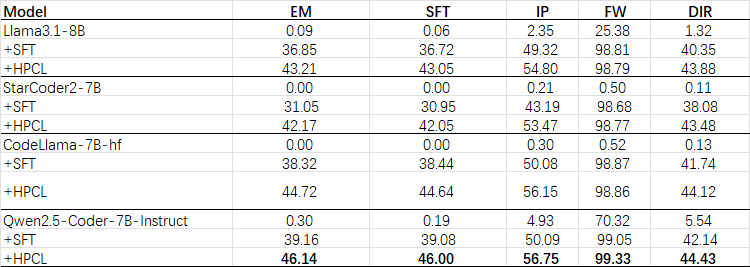 Model EM SFT IP FW DIR
Llama3.1-8B 0.09 0.06 2.35 25.38 1.32
+SFT 36.85 36.72 49.32 98.81 40.35
+HPCL 43.21 43.05 54.80 98.79 43.88
StarCoder2-7B 0.00 0.00 0.21 0.50 0.11
+SFT 31.05 30.95 43.19 98.68 38.08
+HPCL 42.17 42.05 53.47 98.77 43.48
CodeLlama-7B-hf 0.00 0.00 0.30 0.52 0.13
+SFT 38.32 38.44 50.08 98.87 41.74
+HPCL 44.72 44.64 56.15 98.86 44.12
Qwen2.5-Coder-7B-Instruct 0.30 0.19 4.93 70.32 5.54
+SFT 39.16 39.08 50.09 99.05 42.14
+HPCL 46.14 46.00 56.75 99.33 44.43